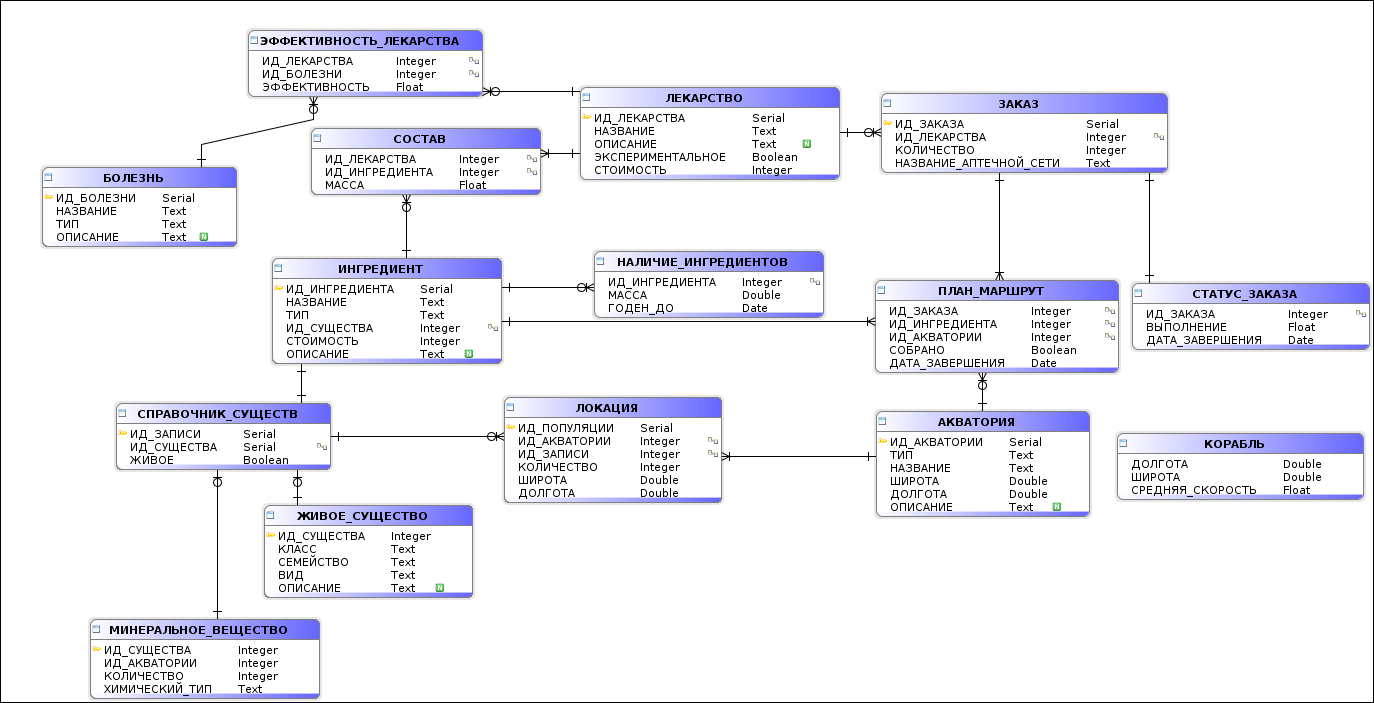 ЭФФЕКТИВНОСТЬ_ЛЕКАРСТВА
ИД_ЛЕКАРСТВА Integer
ИД_БОЛЕЗНИ Integer
ЭФФЕКТИВНОСТЬ Float
ЛЕКАРСТВО
ИД_ЛЕКАРСТВА Serial
НАЗВАНИЕ Text
ОПИСАНИЕ Text N
ЭКСПЕРИМЕНТАЛЬНОЕ Boolean
СТОИМОСТЬ Integer
ЗАКАЗ
ИД_ЗАКАЗА Serial
ИД_ЛЕКАРСТВА Integer
КОЛИЧЕСТВО Integer
НАЗВАНИЕ_АПТЕЧНОЙ_СЕТИ Text
СОСТАВ
ИД_ЛЕКАРСТВА Integer
ИД_ИНГРЕДИЕНТА Integer
МАССА Float
БОЛЕЗНЬ
ИД_БОЛЕЗНИ Serial
НАЗВАНИЕ Text
ТИП Text
ОПИСАНИЕ Text N
ИНГРЕДИЕНТ
ИД_ИНГРЕДИЕНТА Serial
НАЗВАНИЕ Text
ТИП Text
ИД_СУЩЕСТВА Integer
СТОИМОСТЬ Integer
ОПИСАНИЕ Text N
НАЛИЧИЕ_ИНГРЕДИЕНТОВ
ИД_ИНГРЕДИЕНТА Integer
МАССА Double
ГОДЕН_ДО Date
ПЛАН_МАРШРУТ
ИД_ЗАКАЗА Integer
ИД_ИНГРЕДИЕНТА Integer
ИД_АКВАТОРИИ Integer
СОБРАНО Boolean
ДАТА_ЗАВЕРШЕНИЯ Date
СТАТУС_ЗАКАЗА
ИД_ЗАКАЗА Integer
ВЫПОЛНЕНИЕ Float
ДАТА_ЗАВЕРШЕНИЯ Date
СПРАВОЧНИК_СУЩЕСТВ
ИД_ЗАПИСИ Serial
ИД_СУЩЕСТВА Serial
ЖИВОЕ Boolean
ЛОКАЦИЯ
ИД_ПОПУЛЯЦИИ Serial
ИД_АКВАТОРИИ Integer
ИД_ЗАПИСИ Integer
КОЛИЧЕСТВО Integer
ШИРОТА Double
ДОЛГОТА Double
АКВАТОРИЯ
ИД_АКВАТОРИИ Serial
ТИП Text
НАЗВАНИЕ Text
ШИРОТА Double
ДОЛГОТА Double
ОПИСАНИЕ Text N
КОРАБЛЬ
ДОЛГОТА Double
ШИРОТА Double
СРЕДНЯЯ_СКОРОСТЬ Float
ЖИВОЕ_СУЩЕСТВО
ИД_СУЩЕСТВА Integer
КЛАСС Text
СЕМЕЙСТВО Text
ВИД Text
ОПИСАНИЕ Text N
МИНЕРАЛЬНОЕ_ВЕЩЕСТВО
ИД_СУЩЕСТВА Integer
ИД_АКВАТОРИИ Integer
КОЛИЧЕСТВО Integer
ХИМИЧЕСКИЙ_ТИП Text